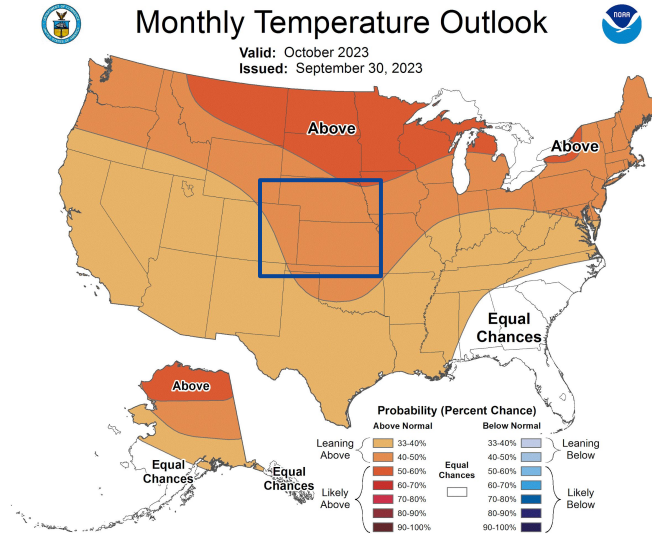 Monthly Temperature Outlook
NOAA
Valid: October 2023
Issued: September 30, 2023
Above
Above
Equal
Chances
Above
Equal
Chances
Equal
Chances
Probability (Percent Chance)
Above Normal
Below Normal
Leaning
Above
33-40%
40-50%
Likely
Above
50-60%
60-70%
70-80%
80-90%
90-100%
Equal
Chances
33-40%
40-50%
Leaning
Below
50-60%
60-70%
70-80%
80-90%
90-100%
Likely
Below